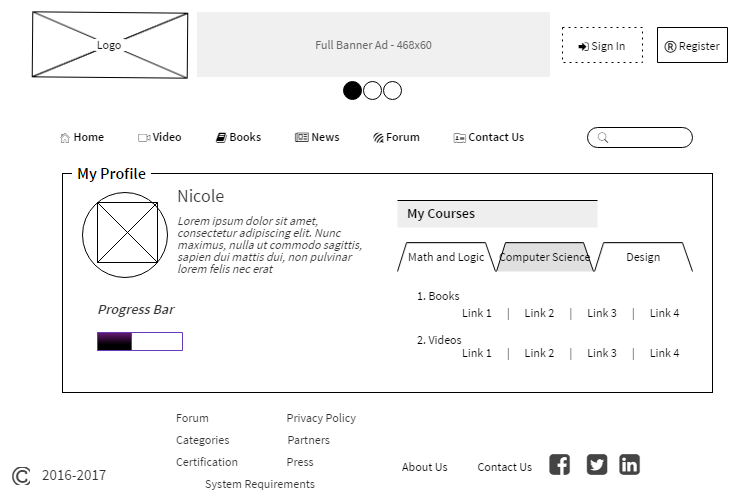 Logo
Full Banner Ad - 468x60
Sign In
® Register
Home
Video
Books
News
Forum
Contact Us
My Profile
Nicole
Lorem ipsum dolor sit amet,
consectetur adipiscing elit. Nunc
maximus, nulla ut commodo sagittis,
sapien dui mattis dui, non pulvinar
lorem felis nec erat
Progress Bar
My Courses
Math and Logic
Computer Science
Design
1. Books
Link 1 | Link 2 | Link 3 | Link 4
2. Videos
Link 1 | Link 2 | Link 3 | Link 4
Forum
Privacy Policy
Categories
Partners
Certification
Press
System Requirements
About Us
Contact Us
© 2016-2017